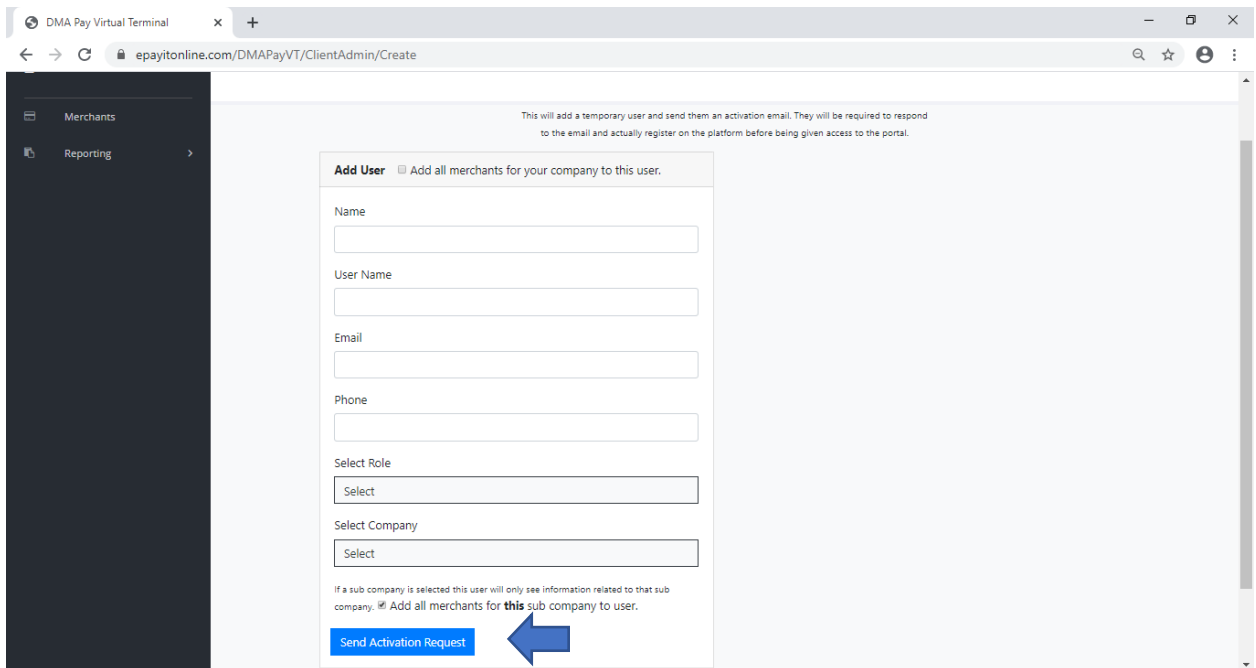 DMA Pay Virtual Terminal
epayitonline.com/DMAPayVT/ClientAdmin/Create
Merchants
Reporting
This will add a temporary user and send them an activation email. They will be required to respond
to the email and actually register on the platform before being given access to the portal.
Add User Add all merchants for your company to this user.
Name
User Name
Email
Phone
Select Role
Select
Select Company
Select
If a sub company is selected this user will only see information related to that sub
company. Add all merchants for this sub company to user.
Send Activation Request